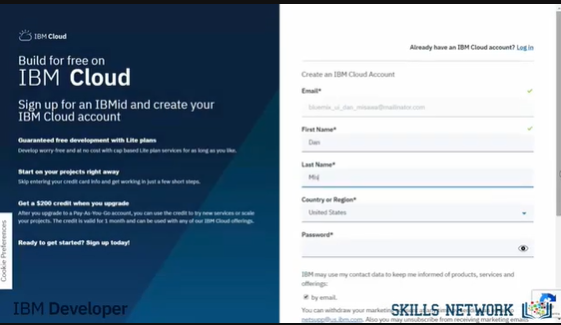 IBM Cloud
Build for free on
IBM Cloud
Sign up for an IBMid and create your
IBM Cloud account
Guaranteed free development with Lite plans
Develop worry-free and at no cost with cap based Lite plan services for as long as you like.
Start on your projects right away
Skip entering your credit card info and get working in just a few short steps.
Get a $200 credit when you upgrade
After you upgrade to a Pay-As-You-Go account, you can use the credit to try new services or scale
your projects. The credit is valid for 1 month and can be used with any of our IBM Cloud offerings.
Ready to get started? Sign up today!
Cookie Preferences
IBM Developer
Already have an IBM Cloud account? Log in
Create an IBM Cloud Account
Email*
First Name*
Dan
Last Name*
Country or Region*
United States
Password*
IBM may use my contact data to keep me informed of products, services and
offerings:
by email.
You can withdraw your marketing
SKILLS NETWORK
netsupp@us.ibm.com. Also you may unsubscribe from receiving marketing emails